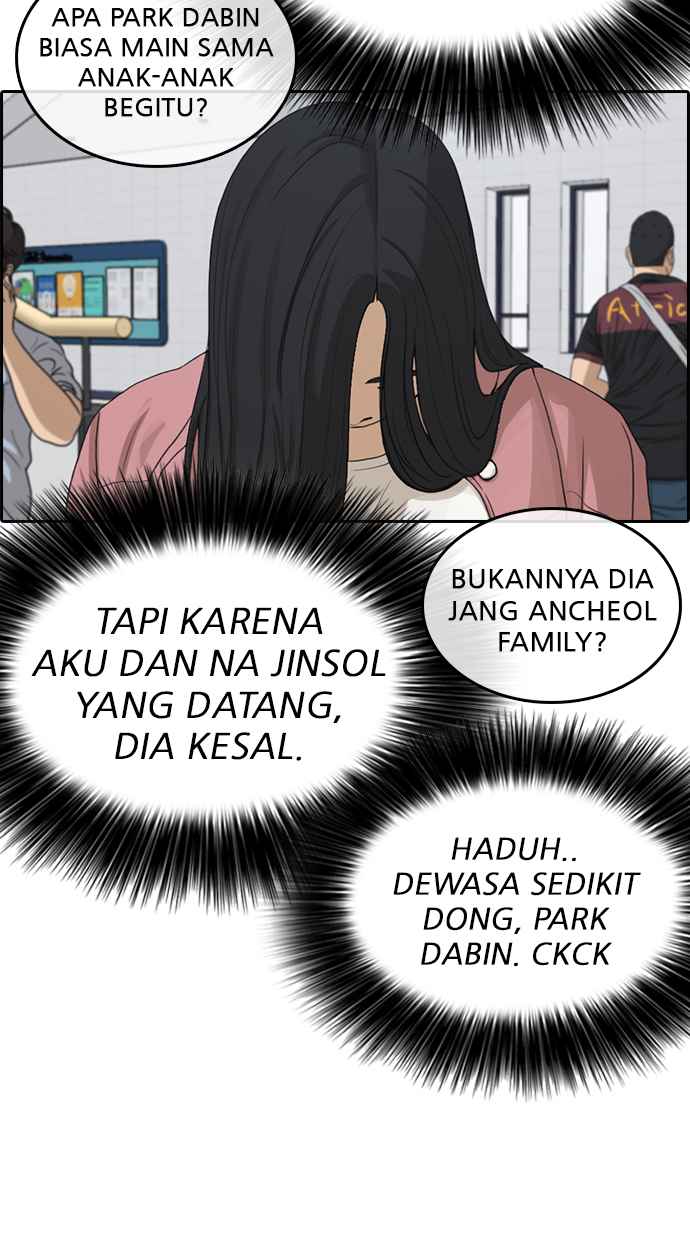 APA PARK DABIN
BIASA MAIN SAMA
ANAK-ANAK
BEGITU?
TAPI KARENA
AKU DAN NA JINSOL
YANG DATANG,
DIA KESAL.
BUKANNYA DIA
JANG ANCHEOL
FAMILY?
HADUH..
DEWASA SEDIKIT
DONG, PARK
DABIN. CKCK